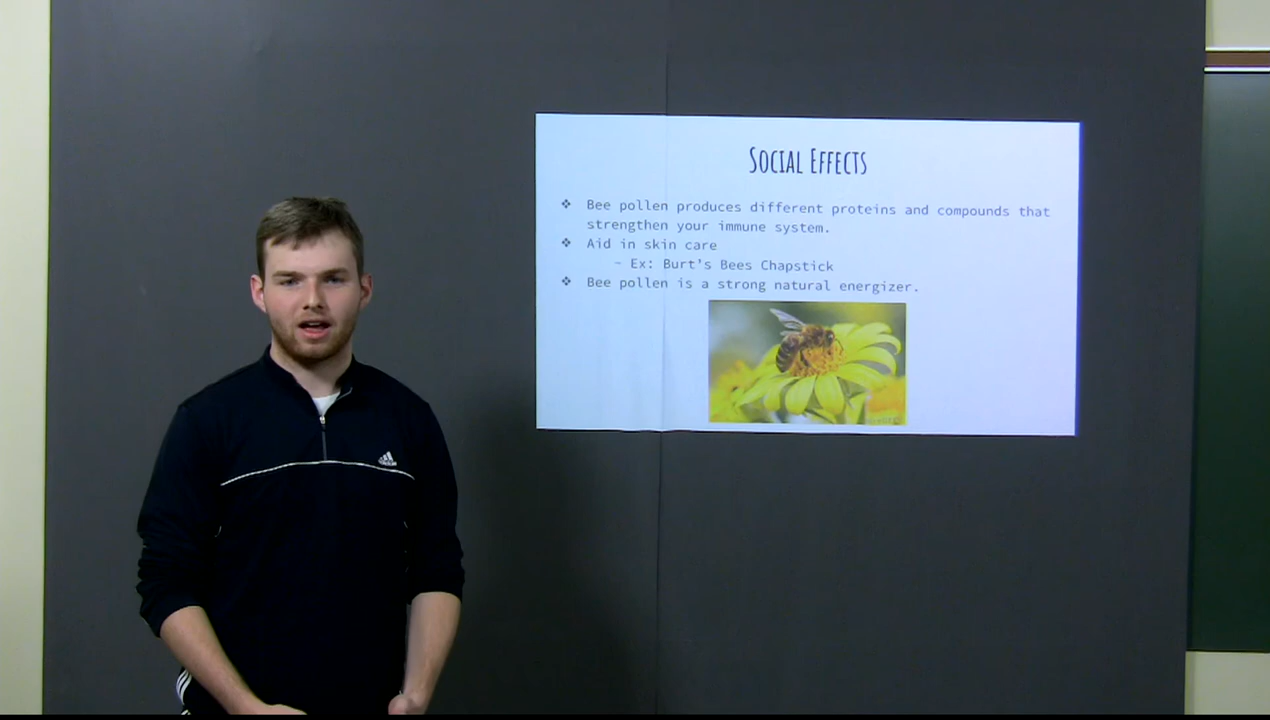 SOCIAL EFFECTS
❖ Bee pollen produces different proteins and compounds that
strengthen your immune system.
❖ Aid in skin care
- Ex: Burt's Bees Chapstick
❖ Bee pollen is a strong natural energizer.
adidas